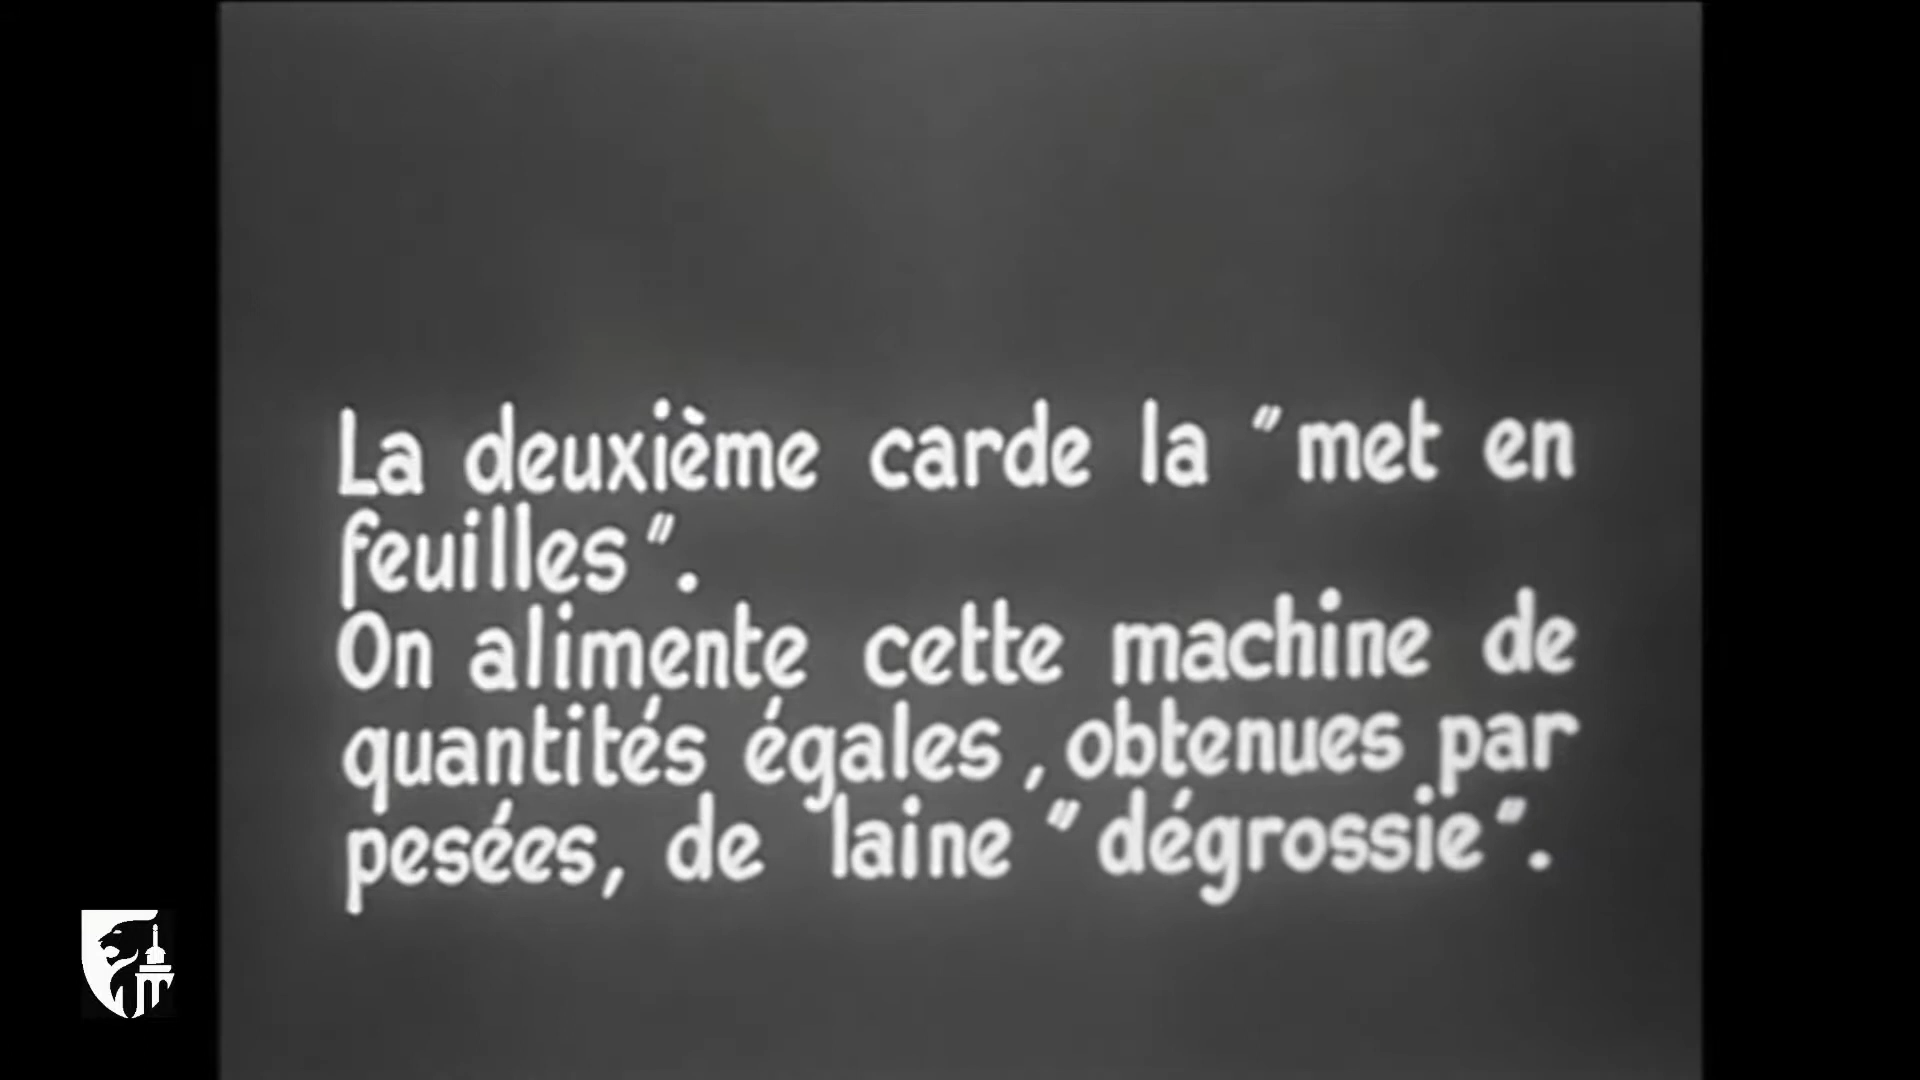 La deuxième carde la "met en
feuilles".
On alimente cette machine de
quantités égales, obtenues par
pesées, de laine "dégrossie".